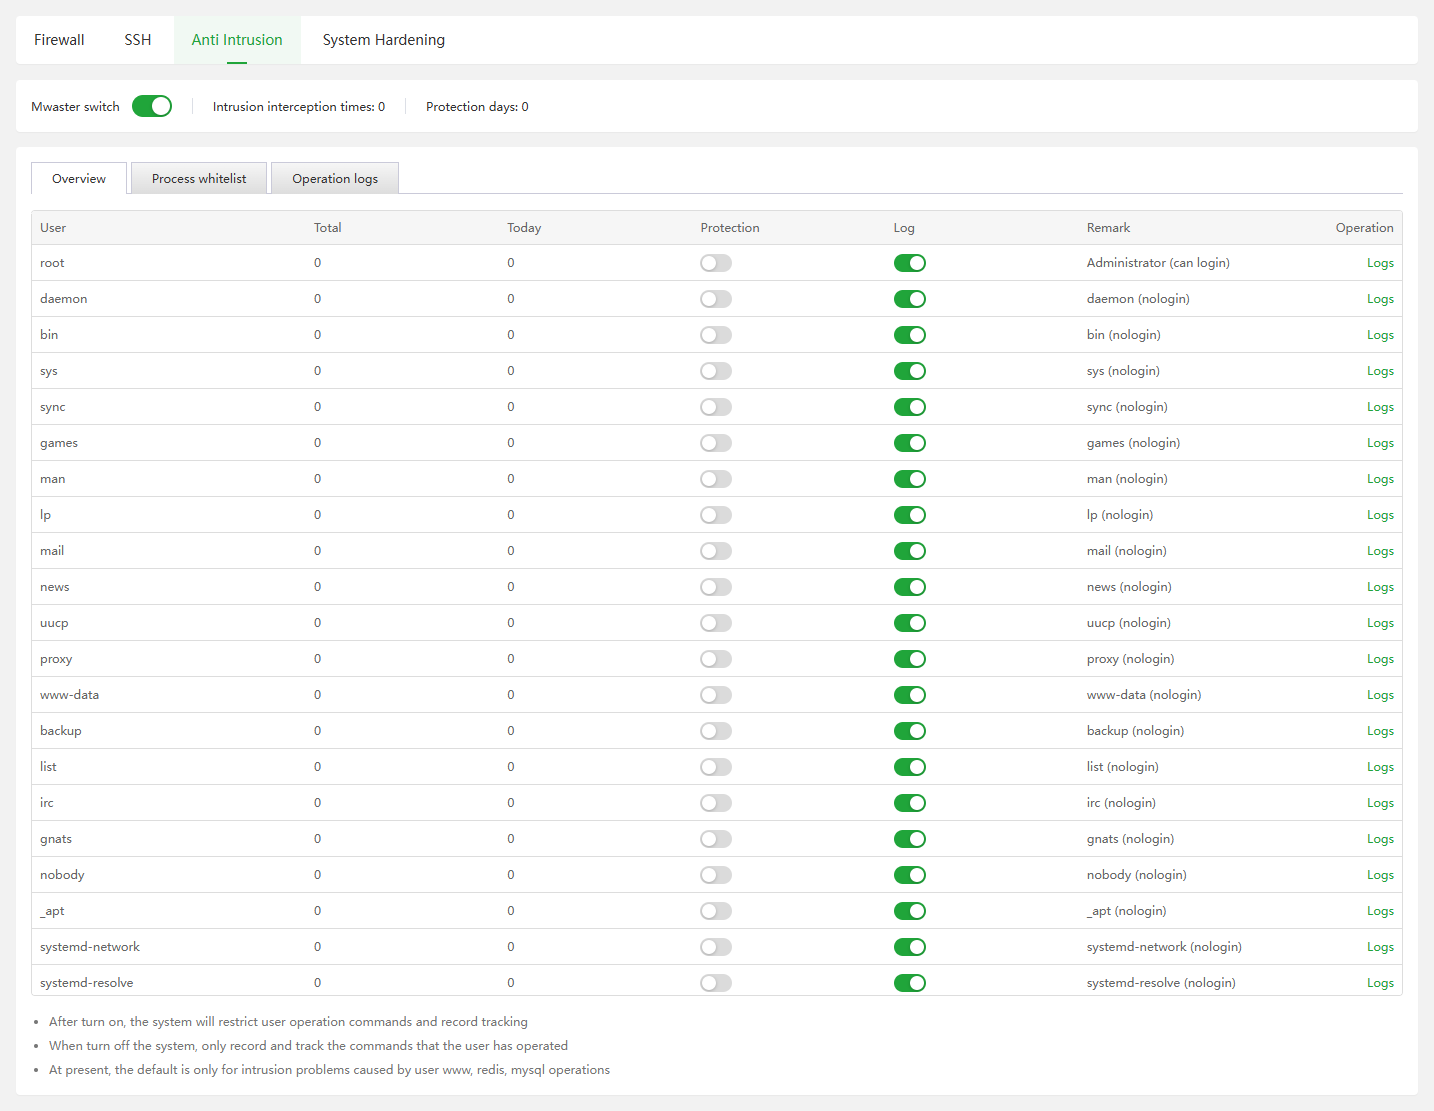 Firewall SSH Anti Intrusion System Hardening
Mwaster switch Intrusion interception times: 0 Protection days: 0
Overview Process whitelist Operation logs
User Total Today Protection Log Remark Operation
root 0 0 Administrator (can login) Logs
daemon 0 0 daemon (nologin) Logs
bin 0 0 bin (nologin) Logs
sys 0 0 sys (nologin) Logs
sync 0 0 sync (nologin) Logs
games 0 0 games (nologin) Logs
man 0 0 man (nologin) Logs
lp 0 0 lp (nologin) Logs
mail 0 0 mail (nologin) Logs
news 0 0 news (nologin) Logs
uucp 0 0 uucp (nologin) Logs
proxy 0 0 proxy (nologin) Logs
www-data 0 0 www-data (nologin) Logs
backup 0 0 backup (nologin) Logs
list 0 0 list (nologin) Logs
irc 0 0 irc (nologin) Logs
gnats 0 0 gnats (nologin) Logs
nobody 0 0 nobody (nologin) Logs
_apt 0 0 _apt (nologin) Logs
systemd-network 0 0 systemd-network (nologin) Logs
systemd-resolve 0 0 systemd-resolve (nologin) Logs
• After turn on, the system will restrict user operation commands and record tracking
• When turn off the system, only record and track the commands that the user has operated
• At present, the default is only for intrusion problems caused by user www, redis, mysql operations